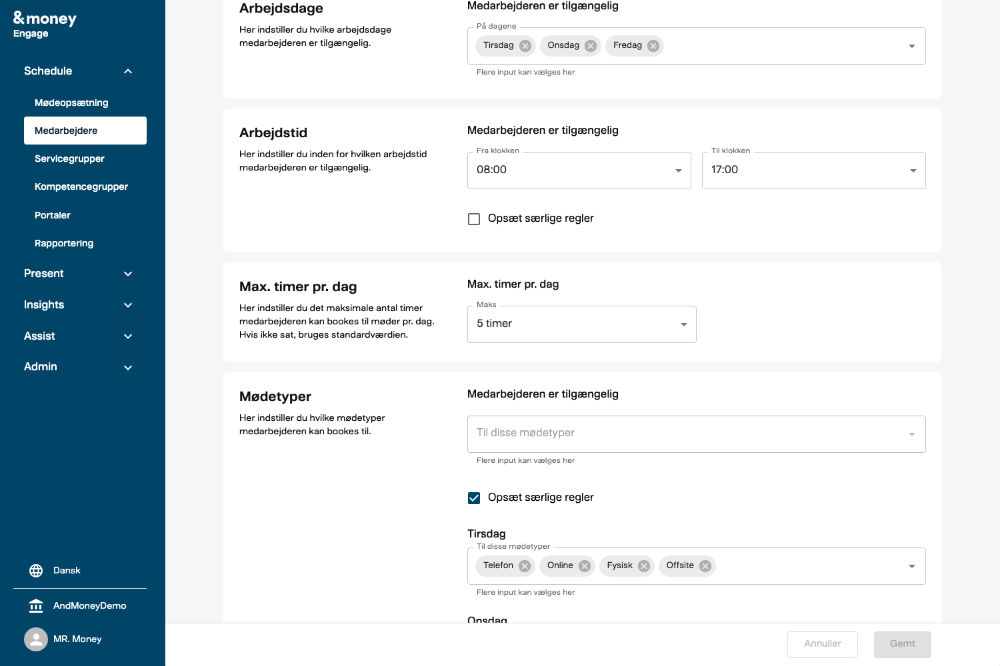 &money
Engage
Schedule
Mødeopsætning
Medarbejdere
Servicegrupper
Kompetencegrupper
Portaler
Rapportering
Present
Insights
Assist
Admin
Dansk
AndMoneyDemo
MR. Money
Arbejdsdage
Her indstiller du hvilke arbejdsdage
medarbejderen er tilgængelig.
Medarbejderen er tilgængelig
På dagene
Tirsdag Onsdag Fredag
Flere input kan vælges her
Arbejdstid
Her indstiller du inden for hvilken arbejdstid
medarbejderen er tilgængelig.
Medarbejderen er tilgængelig
Fra klokken Til klokken
08:00 17:00
Opsæt særlige regler
Max. timer pr. dag
Her indstiller du det maksimale antal timer
medarbejderen kan bookes til møder pr. dag.
Hvis ikke sat, bruges standardværdien.
Max. timer pr. dag
Maks
5 timer
Mødetyper
Her indstiller du hvilke mødetyper
medarbejderen kan bookes til.
Medarbejderen er tilgængelig
Til disse mødetyper
Flere input kan vælges her
Opsæt særlige regler
Tirsdag
Til disse mødetyper
Telefon Online Fysisk Offsite
Flere input kan vælges her
Onsdag
Annuller Gemt